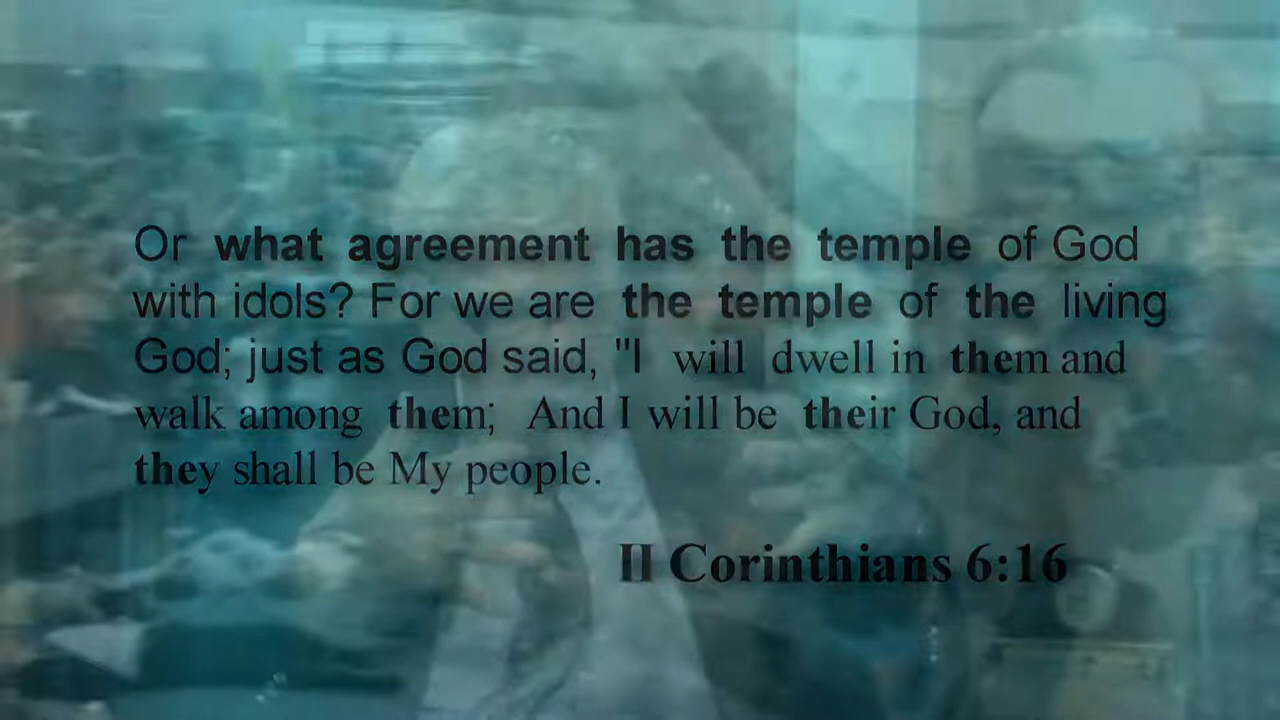 Or what agreement has the temple of God
with idols? For we are the temple of the living
God; just as God said, "I will dwell in them and
walk among them; And I will be their God, and
they shall be My people.
II Corinthians 6:16